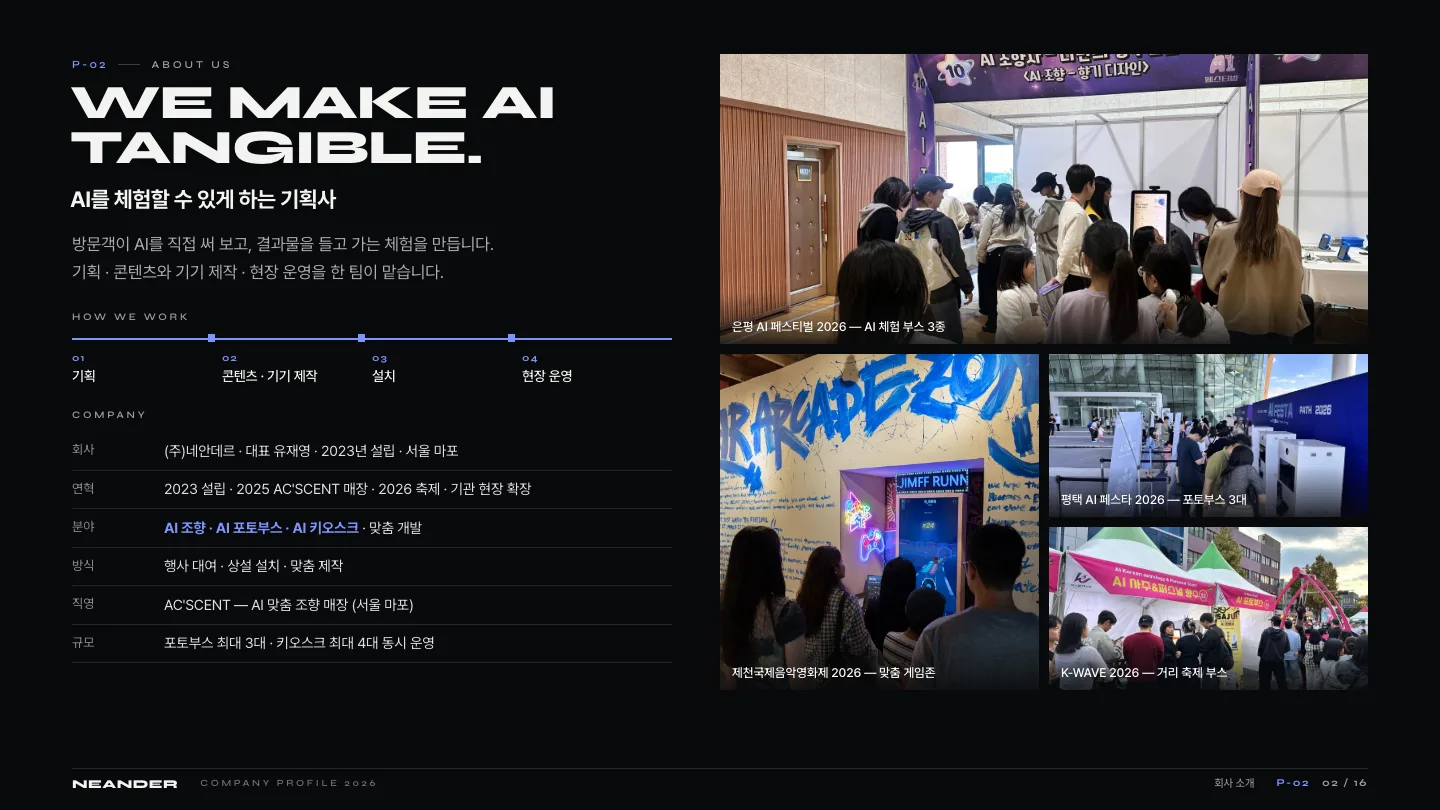 P-02 — ABOUT US
WE MAKE AI
TANGIBLE.
AI를 체험할 수 있게 하는 기획사
방문객이 AI를 직접 써 보고, 결과물을 들고 가는 체험을 만듭니다.
기획 · 콘텐츠와 기기 제작 · 현장 운영을 한 팀이 맡습니다.
HOW WE WORK
01
기획
02
콘텐츠 · 기기 제작
03
설치
04
현장 운영
COMPANY
회사 (주)네안데르 · 대표 유재영 · 2023년 설립 · 서울 마포
연혁 2023 설립 · 2025 AC'SCENT 매장 · 2026 축제 · 기관 현장 확장
분야 AI 조향 · AI 포토부스 · AI 키오스크 · 맞춤 개발
방식 행사 대여 · 상설 설치 · 맞춤 제작
직영 AC'SCENT — AI 맞춤 조향 매장 (서울 마포)
규모 포토부스 최대 3대 · 키오스크 최대 4대 동시 운영
10
<AI 조향 - 향기 디자인>
은평 AI 페스티벌 2026 — AI 체험 부스 3종
ARCADE ZON
JIMFF RUNN
#24
제천국제음악영화제 2026 — 맞춤 게임존
AI FESTA
PATH 2026
평택 AI 페스타 2026 — 포토부스 3대
K-WAVE 2026 — 거리 축제 부스
NEANDER
COMPANY PROFILE 2026
회사 소개 P-02 02 / 16